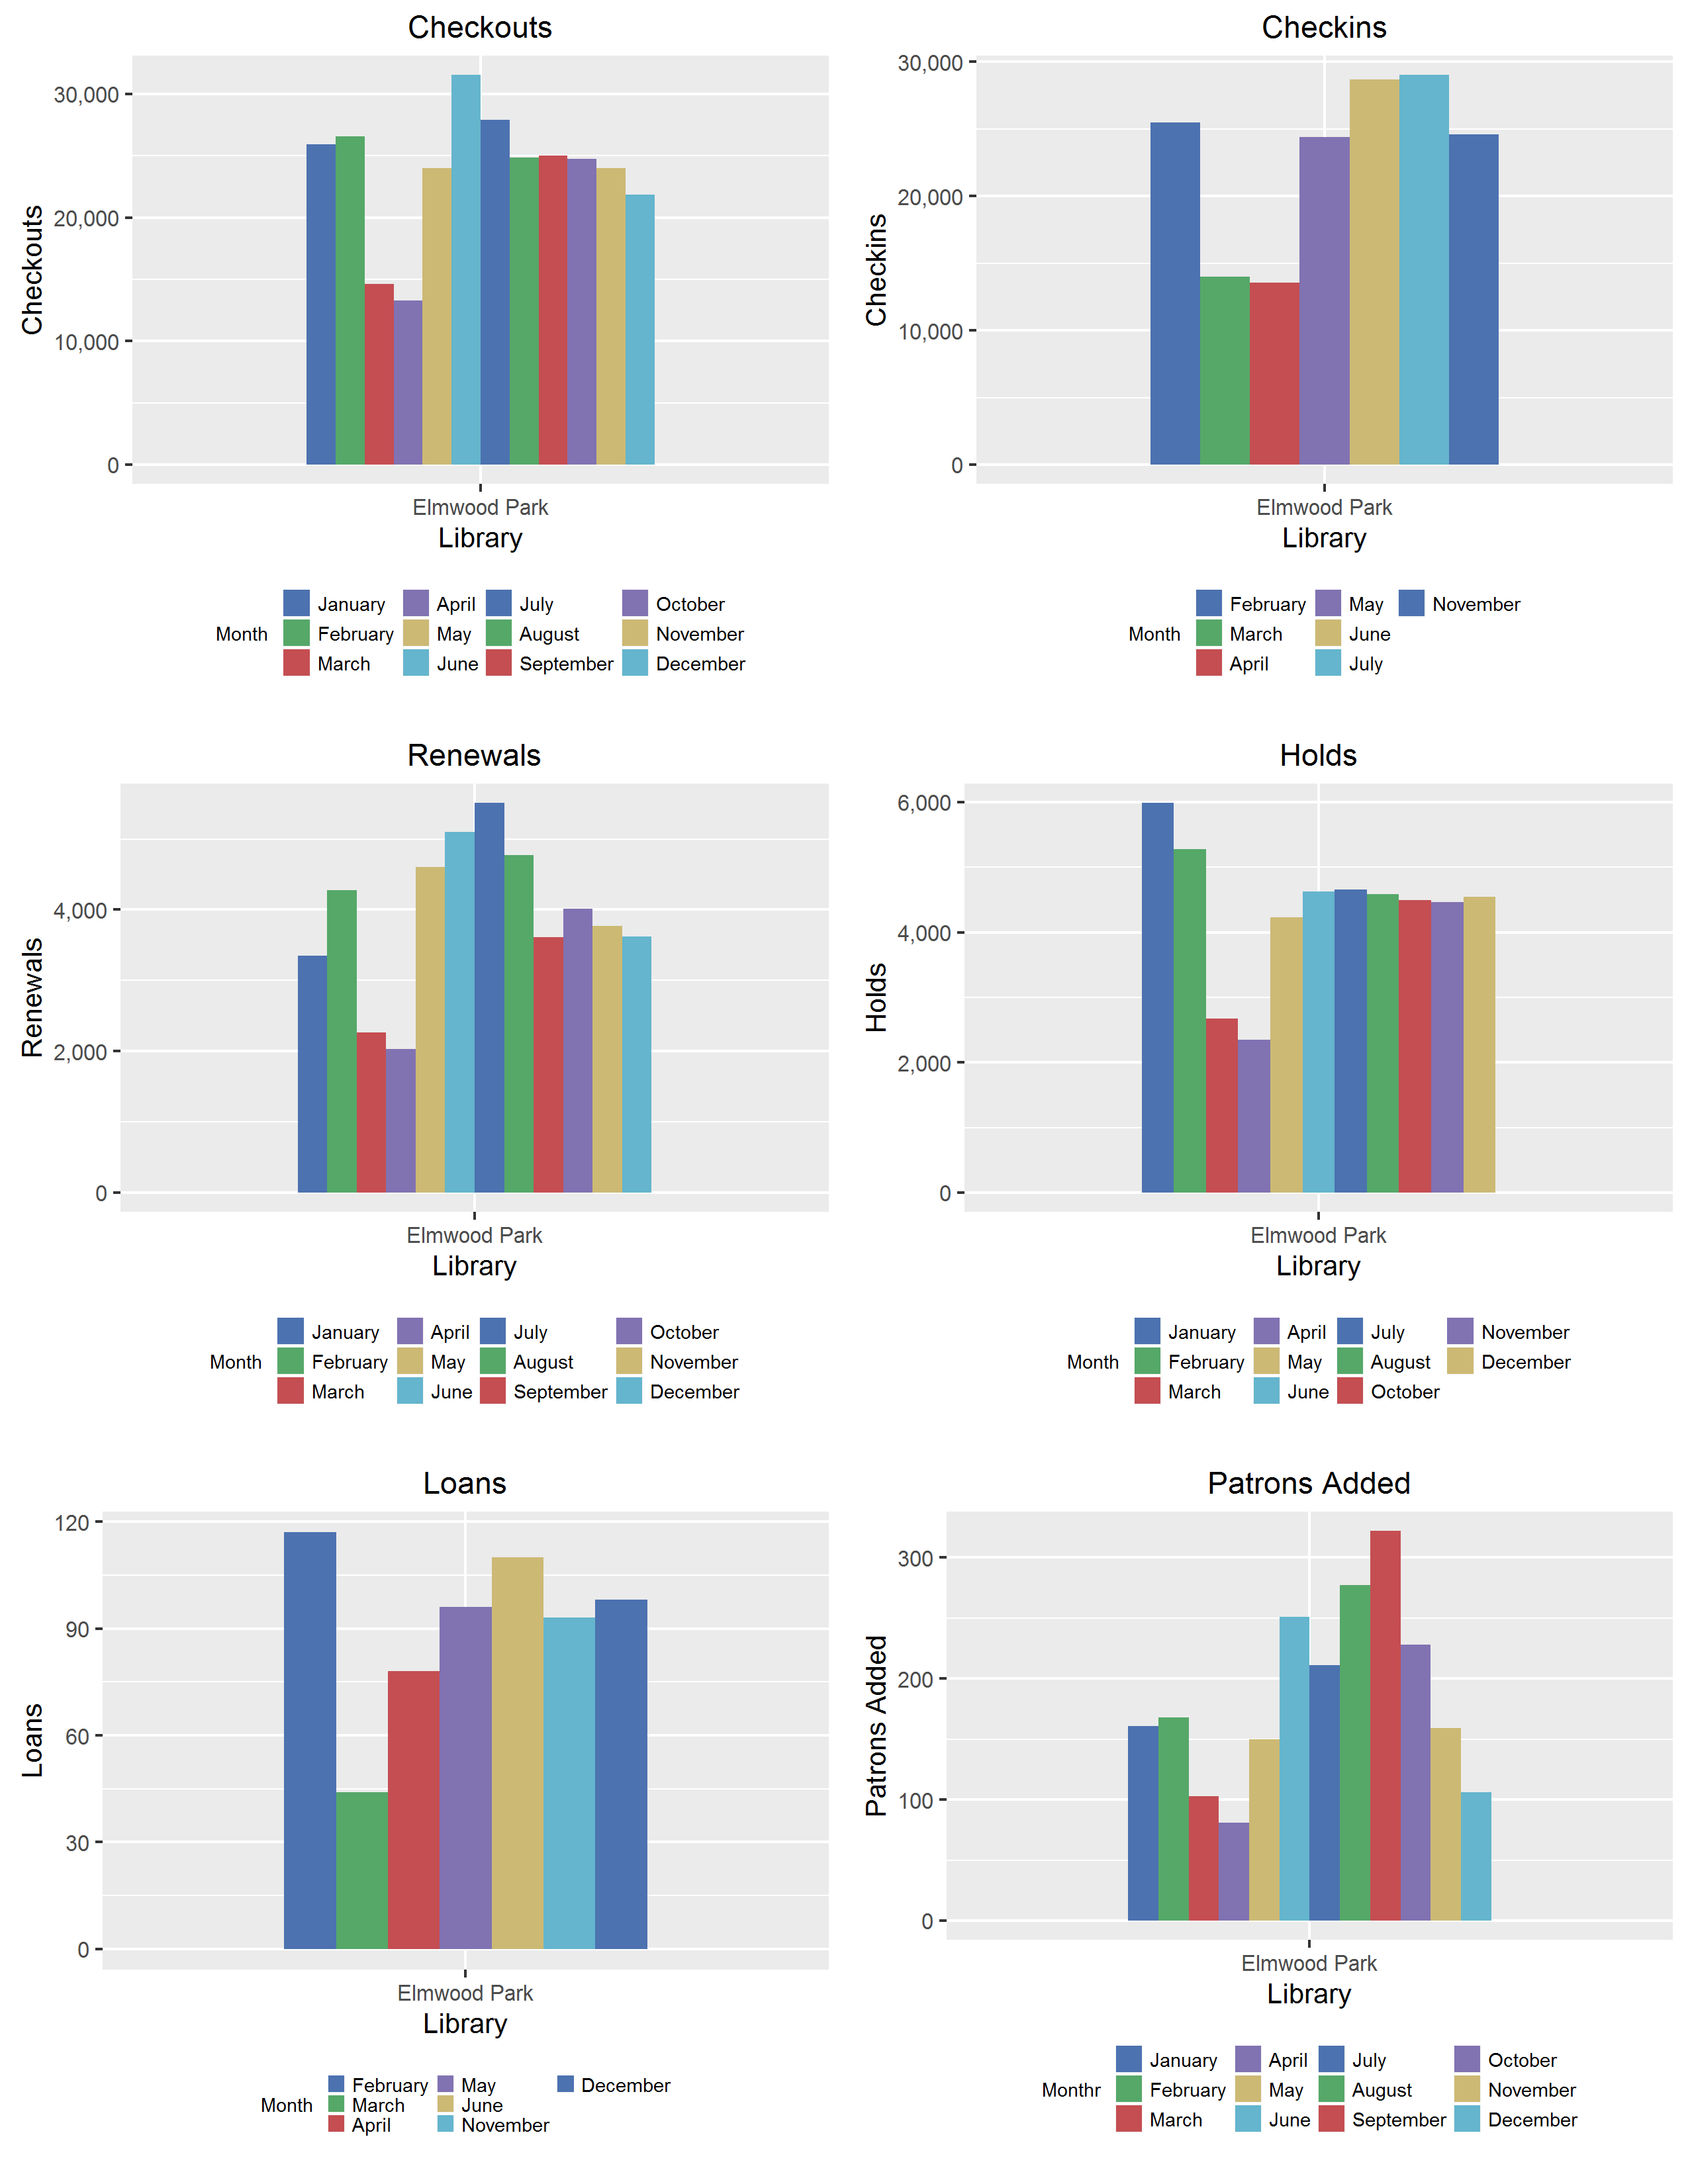 Checkouts
Checkouts
30,000
20,000
10,000
0
Elmwood Park
Library
Month
January April July October
February May August November
March June September December
Checkins
Checkins
30,000
20,000
10,000
0
Elmwood Park
Library
Month
February May November
March June
April July
Renewals
Renewals
4,000
2,000
0
Elmwood Park
Library
Month
January April July October
February May August November
March June September December
Holds
Holds
6,000
4,000
2,000
0
Elmwood Park
Library
Month
January April July November
February May August December
March June October
Loans
Loans
120
90
60
30
0
Elmwood Park
Library
Month
February May December
March June
April November
Patrons Added
Patrons Added
300
200
100
0
Elmwood Park
Library
Monthr
January April July October
February May August November
March June September December